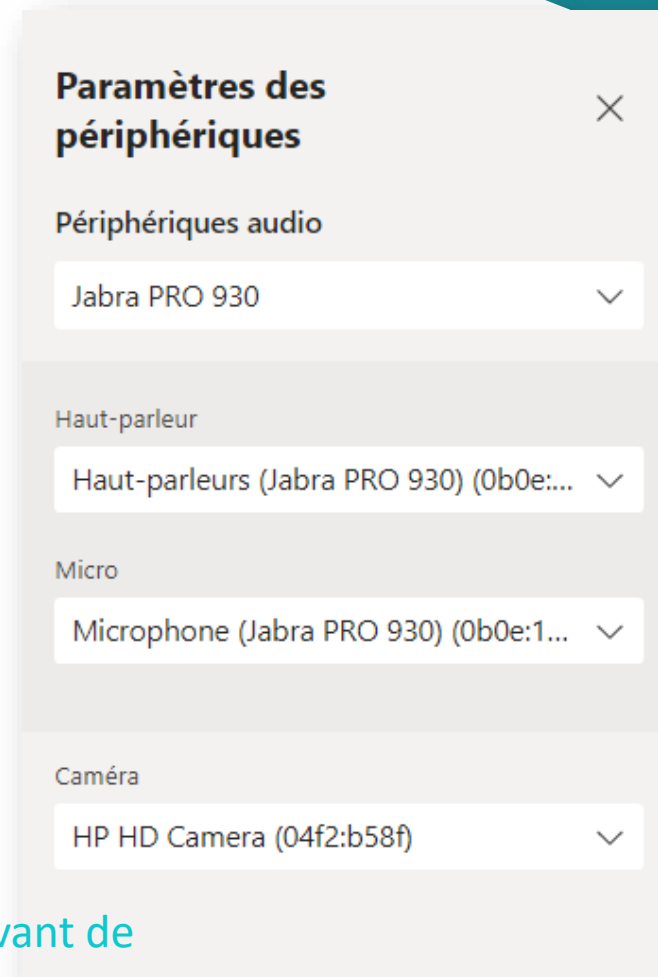 Paramètres des
périphériques
Périphériques audio
Jabra PRO 930
Haut-parleur
Haut-parleurs (Jabra PRO 930) (0b0e:...
Micro
Microphone (Jabra PRO 930) (0b0e:1...
Caméra
HP HD Camera (04f2:b58f)
vant de